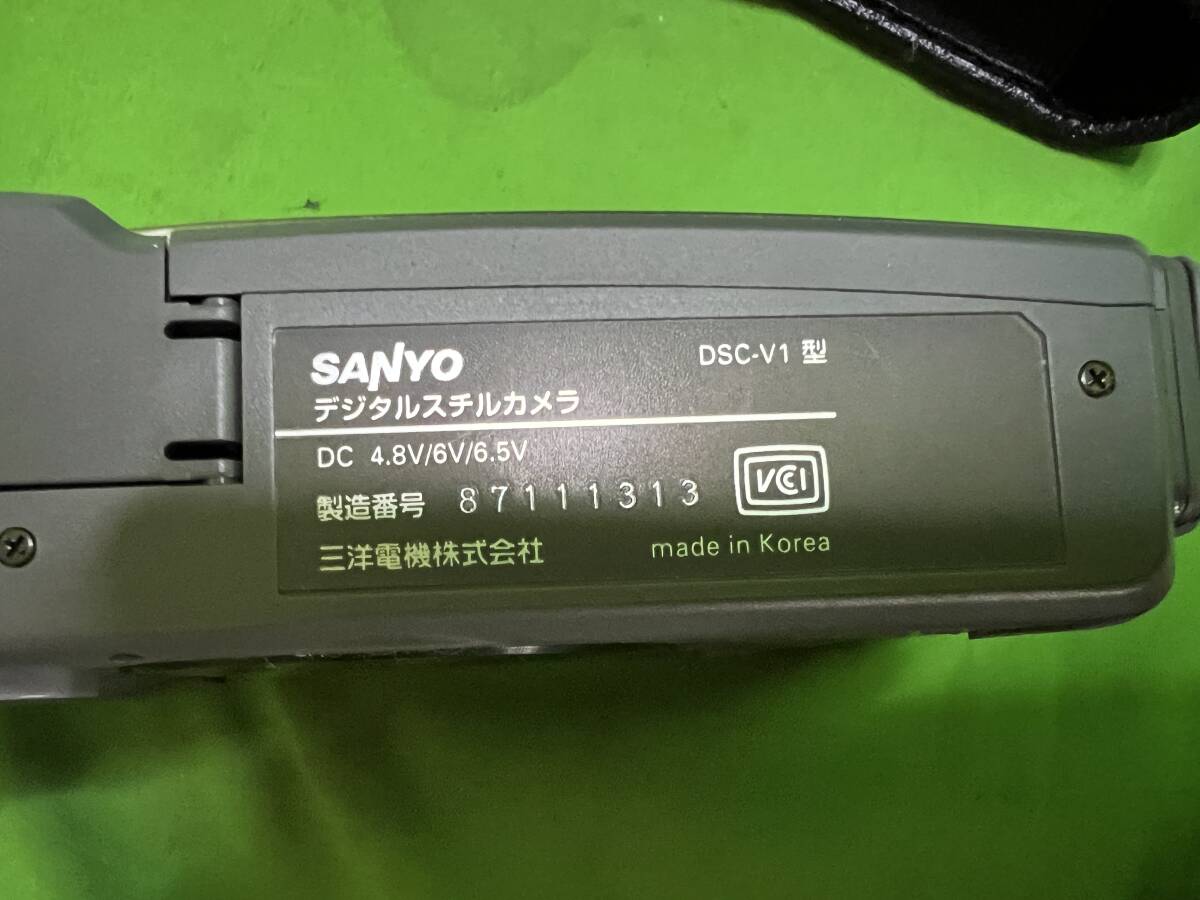 SANYO
DSC-V1 型
デジタルスチルカメラ
DC 4.8V/6V/6.5V
製造番号 87111313
VCCI
三洋電機株式会社
made in Korea